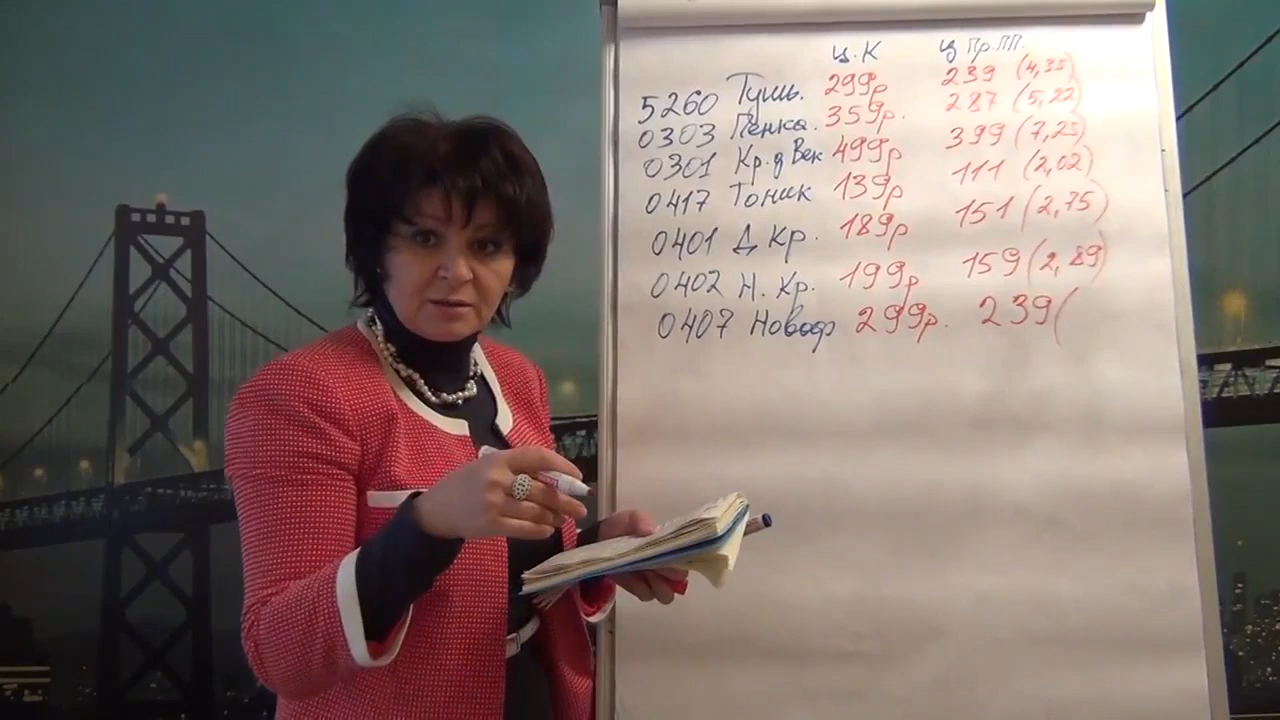 ц.К ц Пр.ПП.
5260 Тушь. 299р 239 (4,35)
0303 Пенка. 359р. 287 (5,22)
0301 Кр.д Век 499р 399 (7,25)
0417 Тоник 139р 111 (2,02)
0401 Д Кр. 189р 151 (2,75)
0402 Н. Кр. 199р 159 (2,89)
0407 Новаф 299р. 239 (